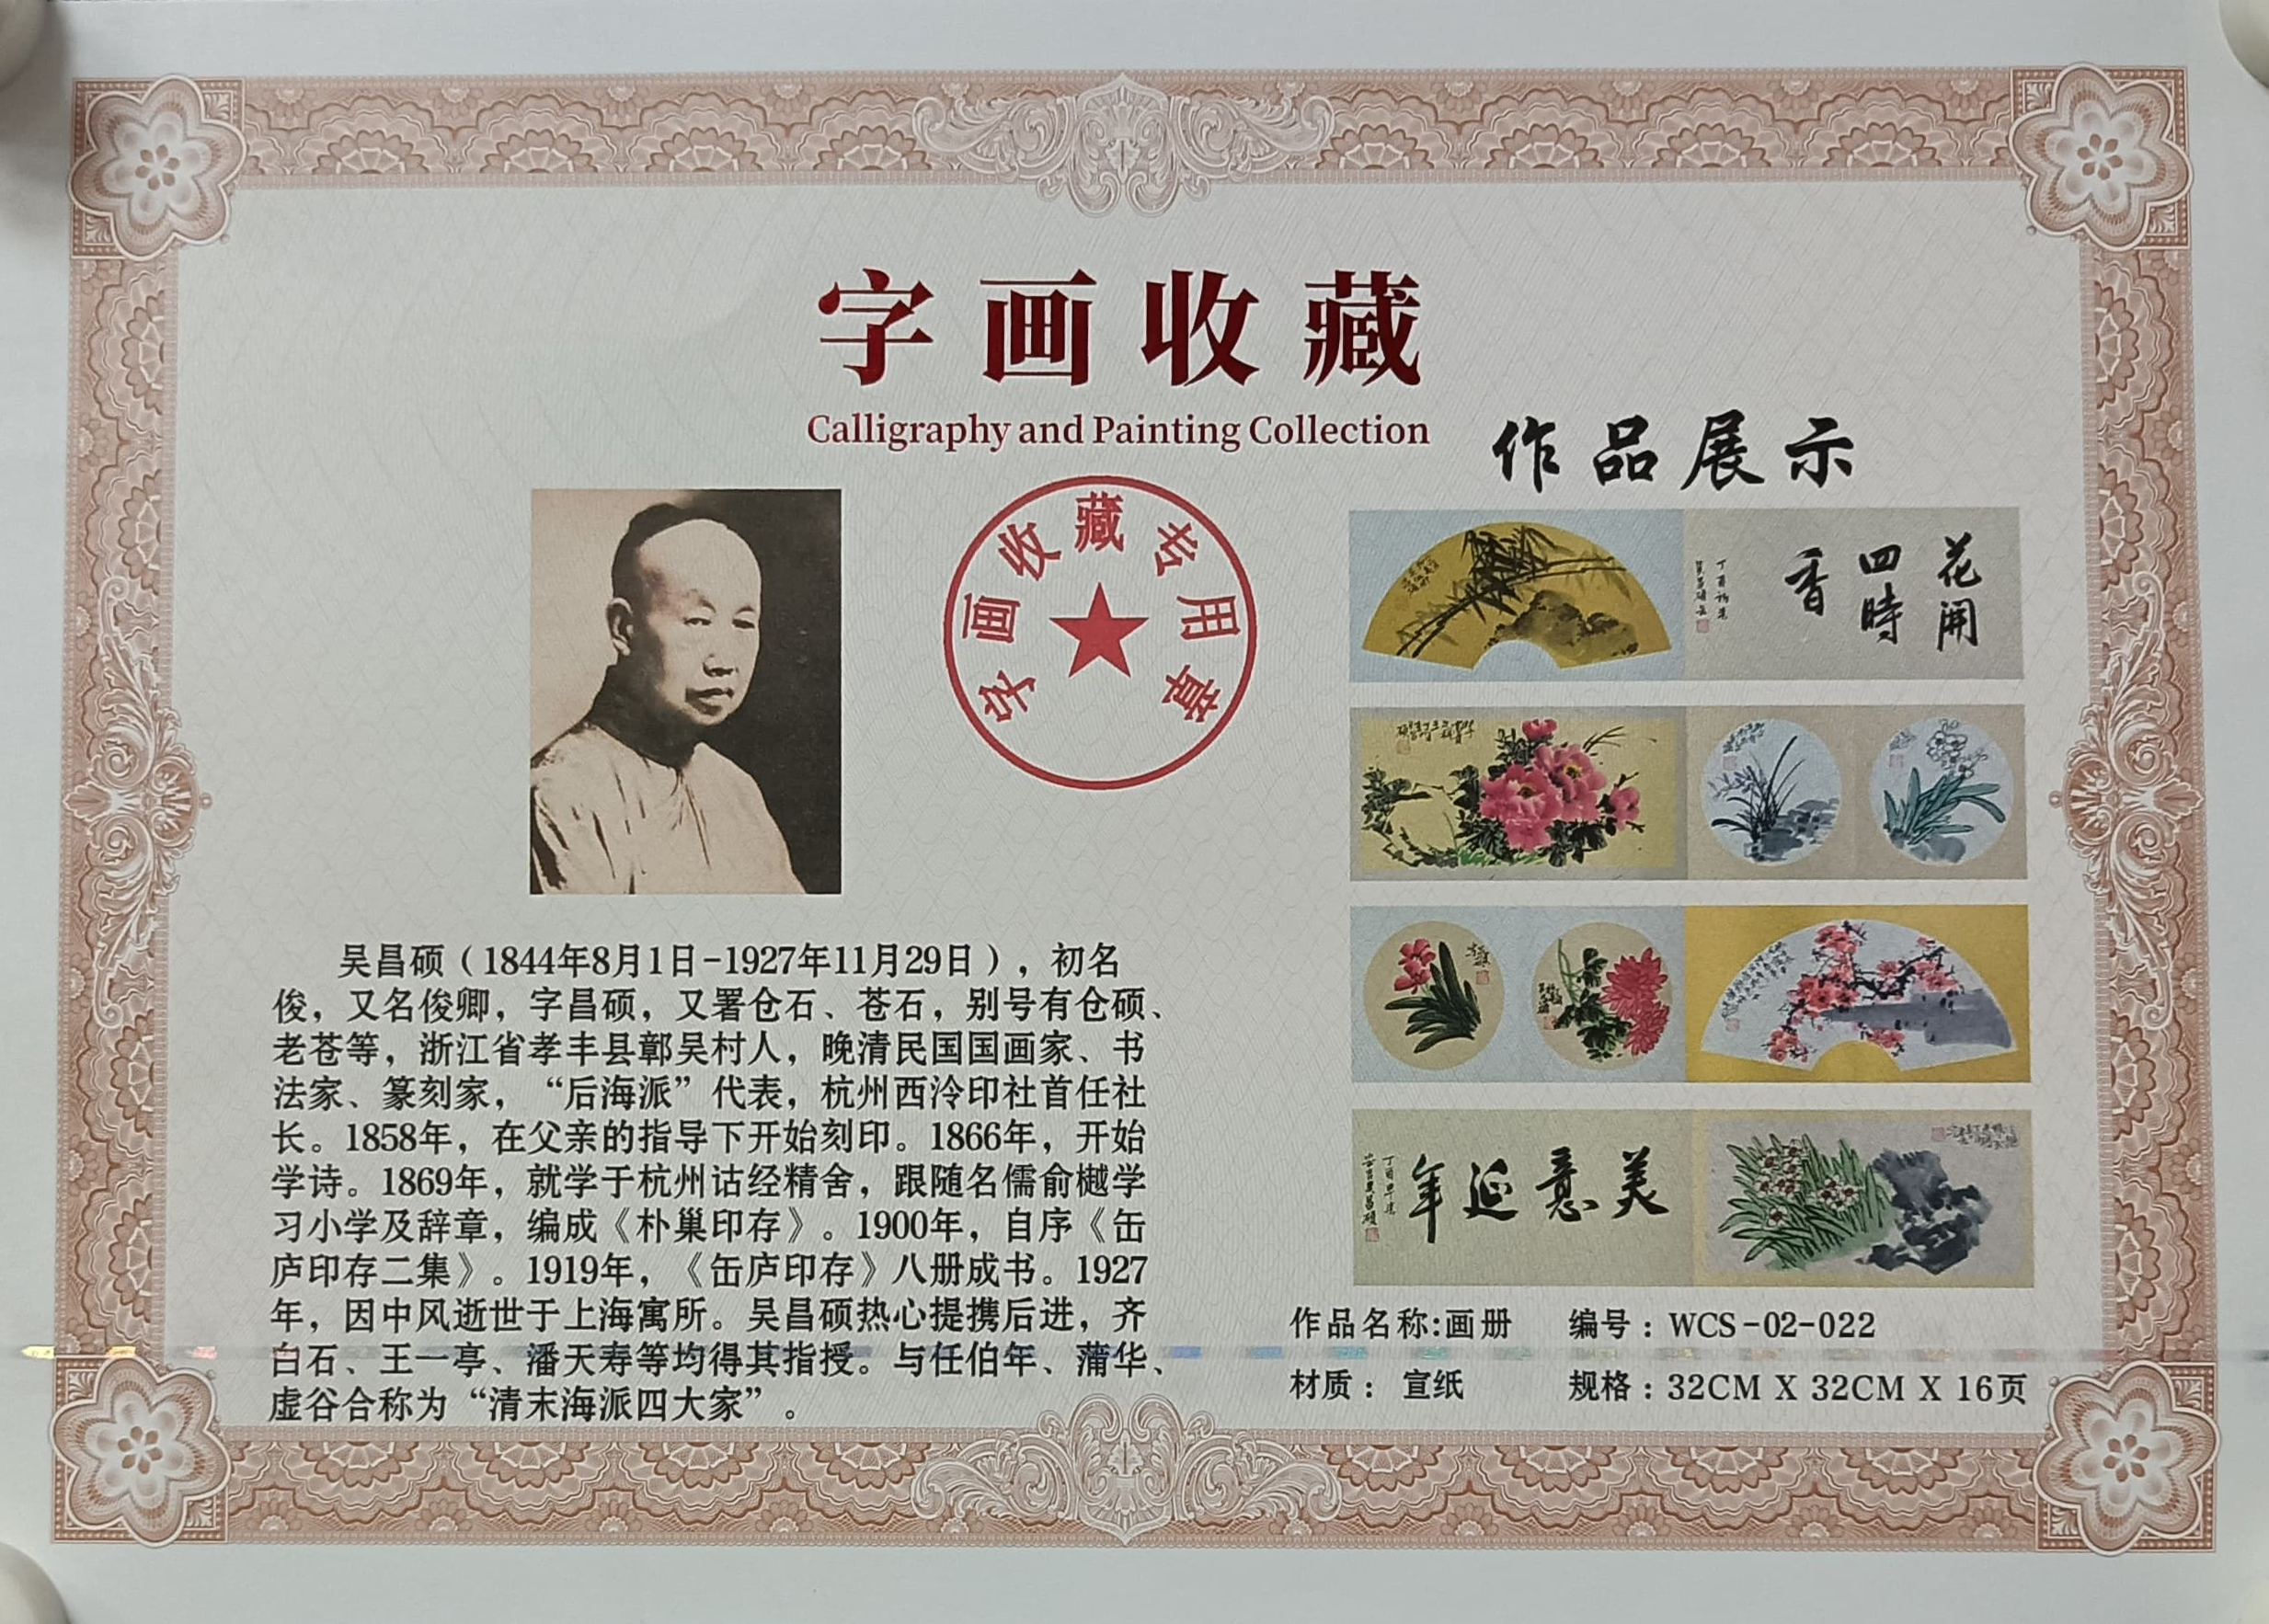 字画收藏
Calligraphy and Painting Collection
字画收藏专用章
作品展示
花開
四時
香
美意延年
吴昌硕（1844年8月1日-1927年11月29日），初名
俊，又名俊卿，字昌硕，又署仓石、苍石，别号有仓硕、
老苍等，浙江省孝丰县鄣吴村人，晚清民国国画家、书
法家、篆刻家，“后海派”代表，杭州西泠印社首任社
长。1858年，在父亲的指导下开始刻印。1866年，开始
学诗。1869年，就学于杭州诂经精舍，跟随名儒俞樾学
习小学及辞章，编成《朴巢印存》。1900年，自序《缶
庐印存二集》。1919年，《缶庐印存》八册成书。1927
年，因中风逝世于上海寓所。吴昌硕热心提携后进，齐
白石、王一亭、潘天寿等均得其指授。与任伯年、蒲华、
虚谷合称为“清末海派四大家”。
作品名称:画册 编号：WCS-02-022
材质：宣纸 规格：32CM X 32CM X 16页